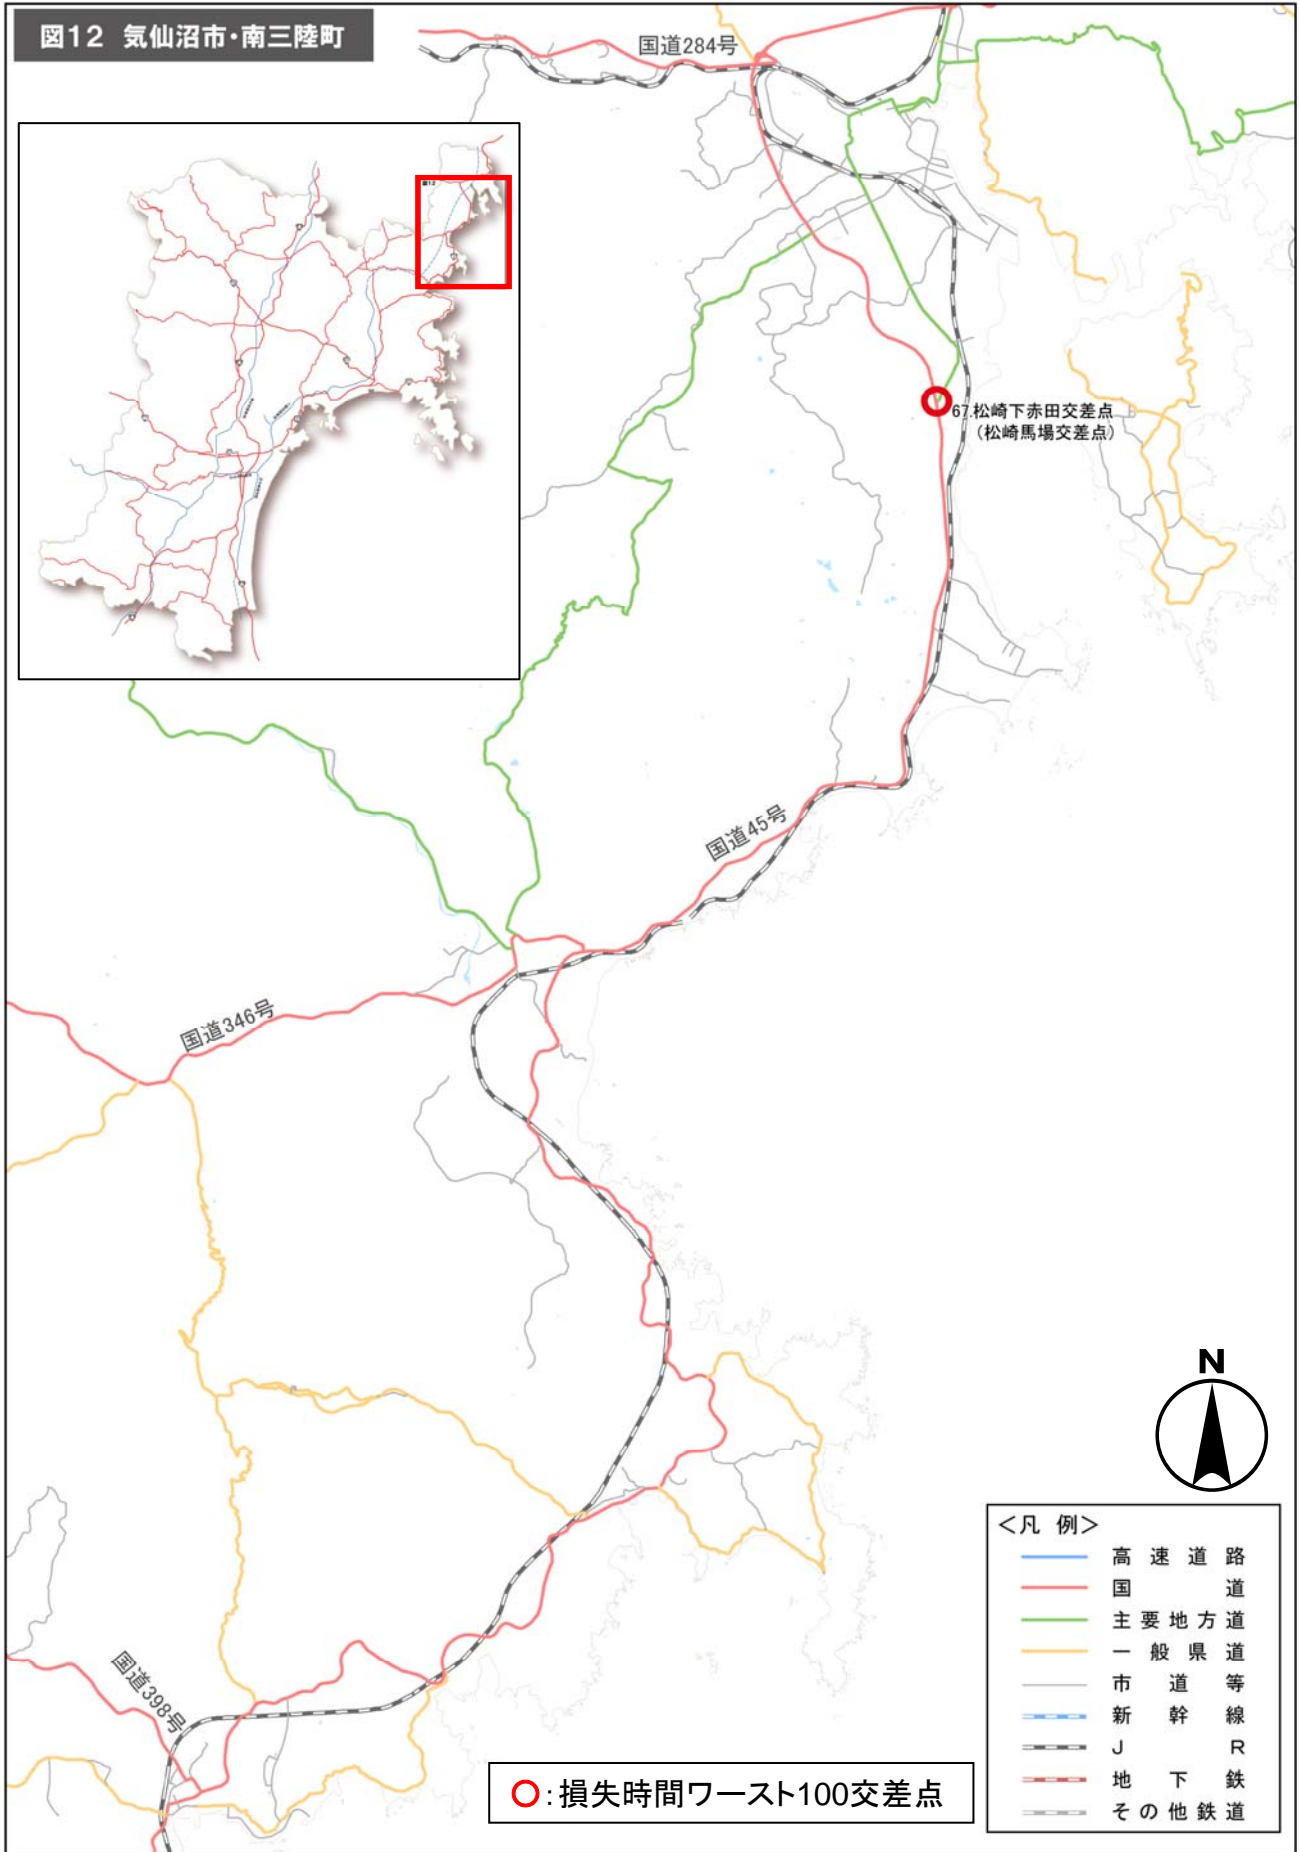 図12 気仙沼市・南三陸町
国道284号
図12
67.松崎下赤田交差点
(松崎馬場交差点)
国道45号
国道346号
国道398号
N
<凡 例>
高速道路
国道
主要地方道
一般県道
市道等
新幹線
JR
地下鉄
その他鉄道
○:損失時間ワースト100交差点